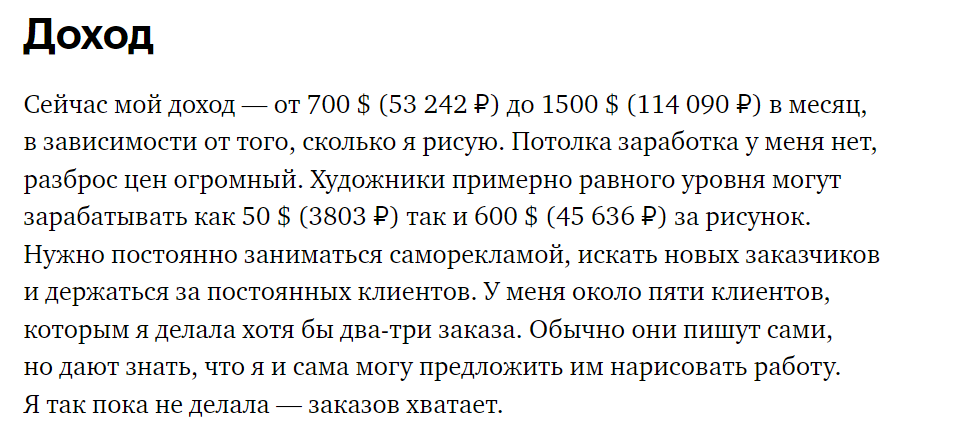 Доход
Сейчас мой доход — от 700 $ (53 242 ₽) до 1500 $ (114 090 ₽) в месяц,
в зависимости от того, сколько я рисую. Потолка заработка у меня нет,
разброс цен огромный. Художники примерно равного уровня могут
зарабатывать как 50 $ (3803 ₽) так и 600 $ (45 636 ₽) за рисунок.
Нужно постоянно заниматься саморекламой, искать новых заказчиков
и держаться за постоянных клиентов. У меня около пяти клиентов,
которым я делала хотя бы два-три заказа. Обычно они пишут сами,
но дают знать, что я и сама могу предложить им нарисовать работу.
Я так пока не делала — заказов хватает.